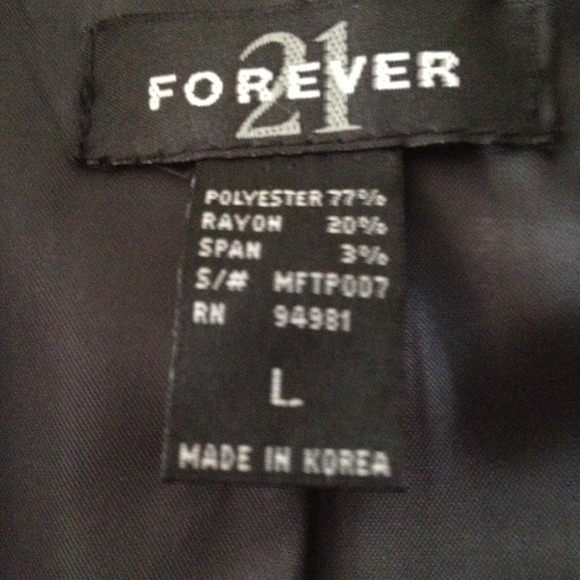 FOREVER
21
POLYESTER 77%
RAYON 20%
SPAN 3%
S/# MFTP007
RN 94981
L
MADE IN KOREA